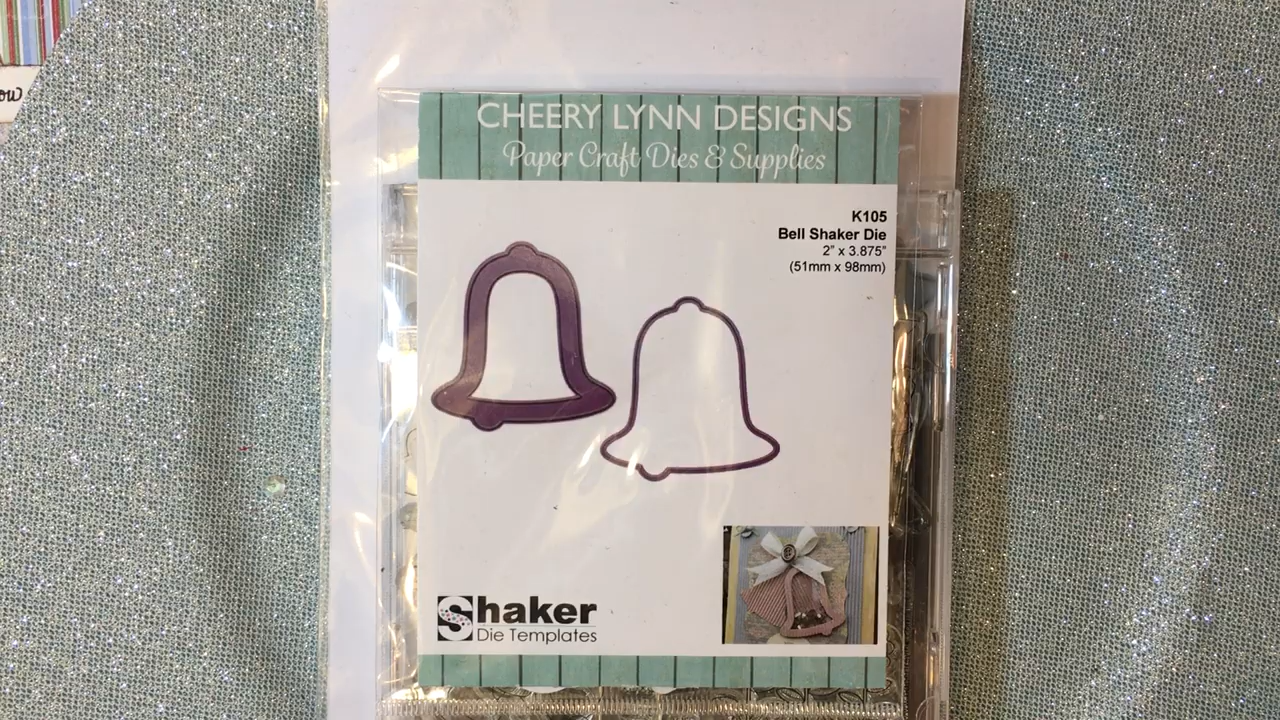 ow
CHEERY LYNN DESIGNS
Paper Craft Dies & Supplies
K105
Bell Shaker Die
2" x 3.875"
(51mm x 98mm)
Shaker
Die Templates